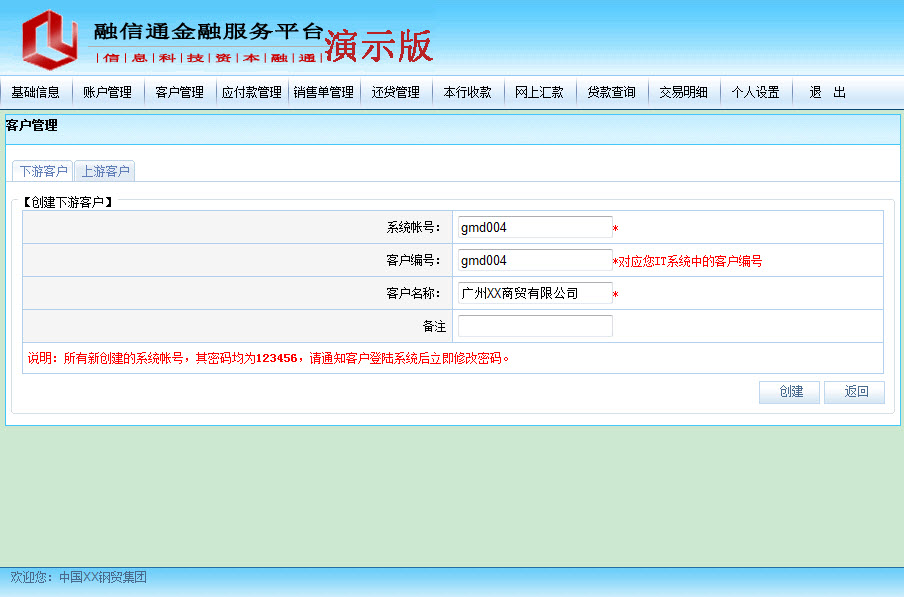 融信通金融服务平台
信息科技资本融通
演示版
基础信息 账户管理 客户管理 应付款管理 销售单管理 还贷管理 本行收款 网上汇款 贷款查询 交易明细 个人设置 退 出
客户管理
下游客户 上游客户
【创建下游客户】
系统帐号： gmd004 *
客户编号： gmd004 *对应您IT系统中的客户编号
客户名称： 广州XX商贸有限公司 *
备注
说明：所有新创建的系统帐号，其密码均为123456，请通知客户登陆系统后立即修改密码。
创建 返回
欢迎您：中国XX钢贸集团